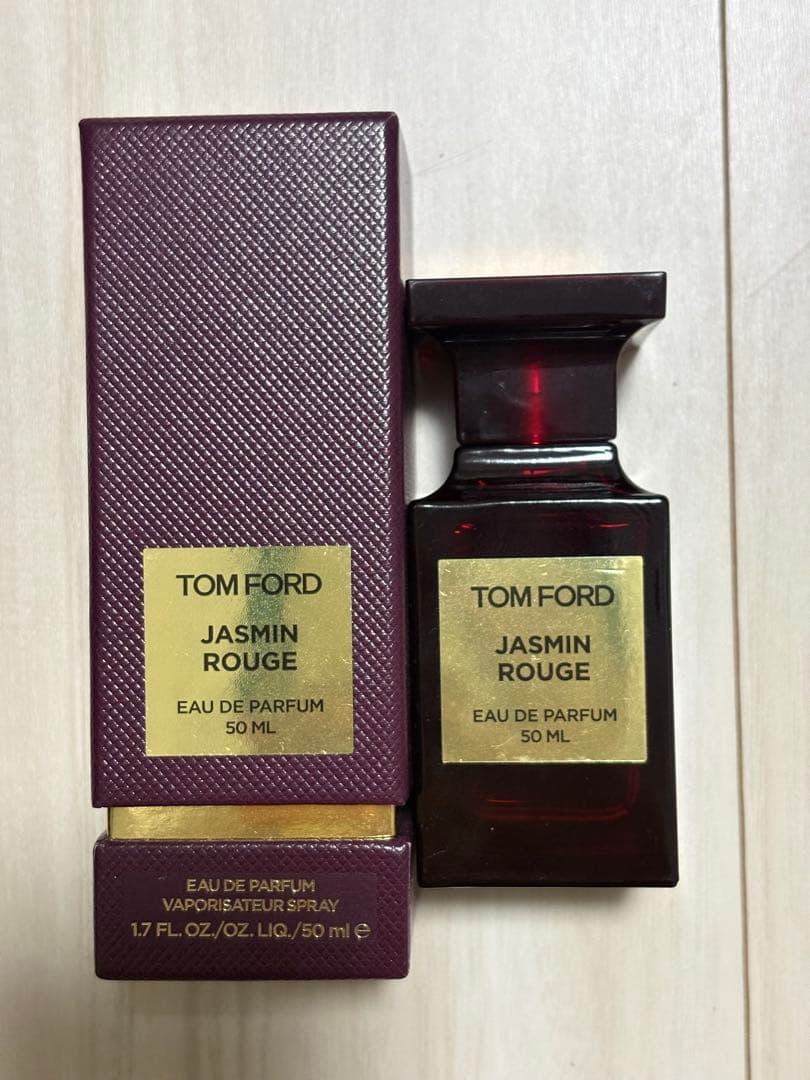 TOM FORD
JASMIN
ROUGE
EAU DE PARFUM
50 ML
EAU DE PARFUM
VAPORISATEUR SPRAY
1.7 FL. OZ./OZ. LIQ./50 ml ℮
TOM FORD
JASMIN
ROUGE
EAU DE PARFUM
50 ML